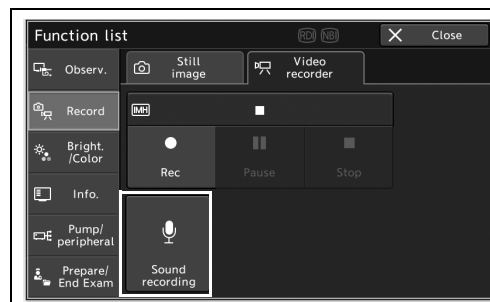 Function list
RDI NBI
Close
Observ.
Still
image
Video
recorder
Record
IMH
Bright.
/Color
Rec
Pause
Stop
Info.
Pump/
peripheral
Sound
recording
Prepare/
End Exam